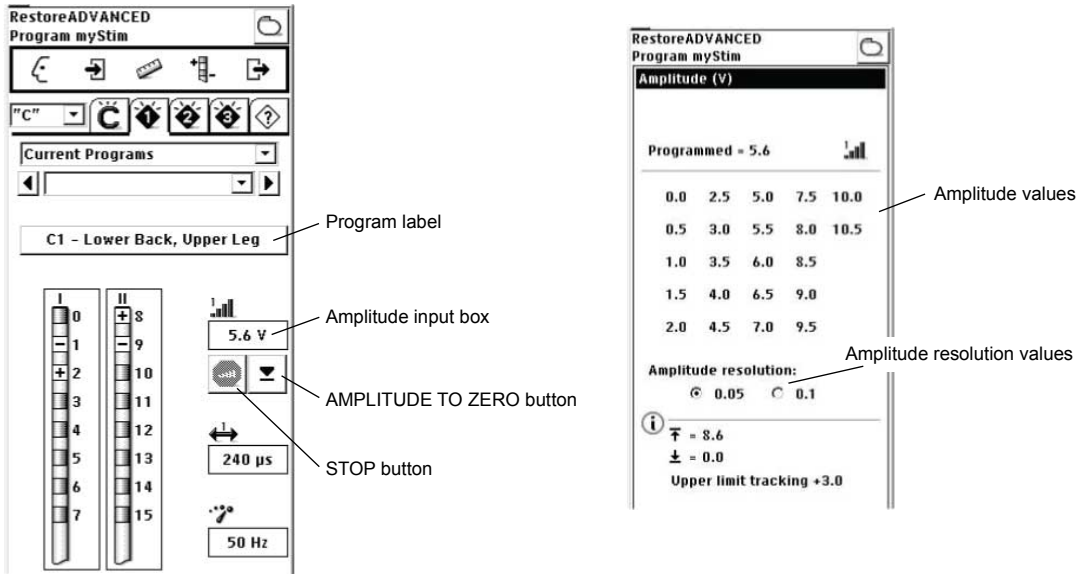 RestoreADVANCED
Program myStim
"C" C 1 2 3 ?
Current Programs
C1 - Lower Back, Upper Leg
Program label
I II
0 + 8
- 1 - 9
+ 2 10
3 11
4 12
5 13
6 14
7 15
1
5.6 V
Amplitude input box
AMPLITUDE TO ZERO button
STOP button
1
240 µs
50 Hz
RestoreADVANCED
Program myStim
Amplitude (V)
Programmed = 5.6 1
0.0 2.5 5.0 7.5 10.0
0.5 3.0 5.5 8.0 10.5
1.0 3.5 6.0 8.5
1.5 4.0 6.5 9.0
2.0 4.5 7.0 9.5
Amplitude values
Amplitude resolution:
0.05 0.1
Amplitude resolution values
i
= 8.6
= 0.0
Upper limit tracking +3.0